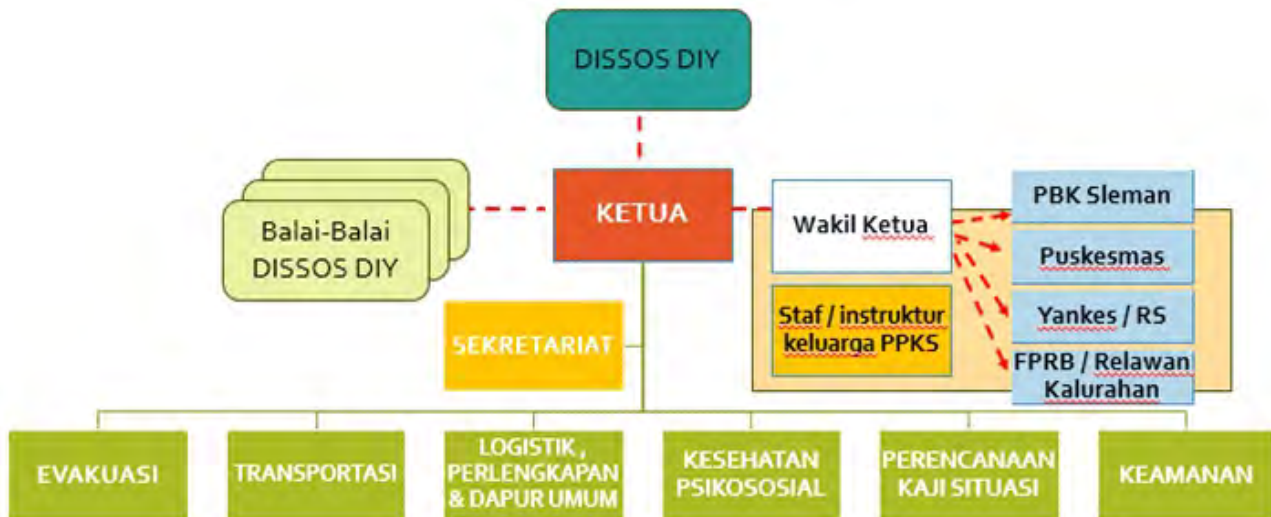 DISSOS DIY
Balai-Balai
DISSOS DIY
KETUA
Wakil Ketua
PBK Sleman
Puskesmas
Yankes / RS
FPRB / Relawan
Kalurahan
Staf / instruktur
keluarga PPKS
SEKRETARIAT
EVAKUASI
TRANSPORTASI
LOGISTIK ,
PERLENGKAPAN
& DAPUR UMUM
KESEHATAN
PSIKOSOSIAL
PERENCANAAN
KAJI SITUASI
KEAMANAN